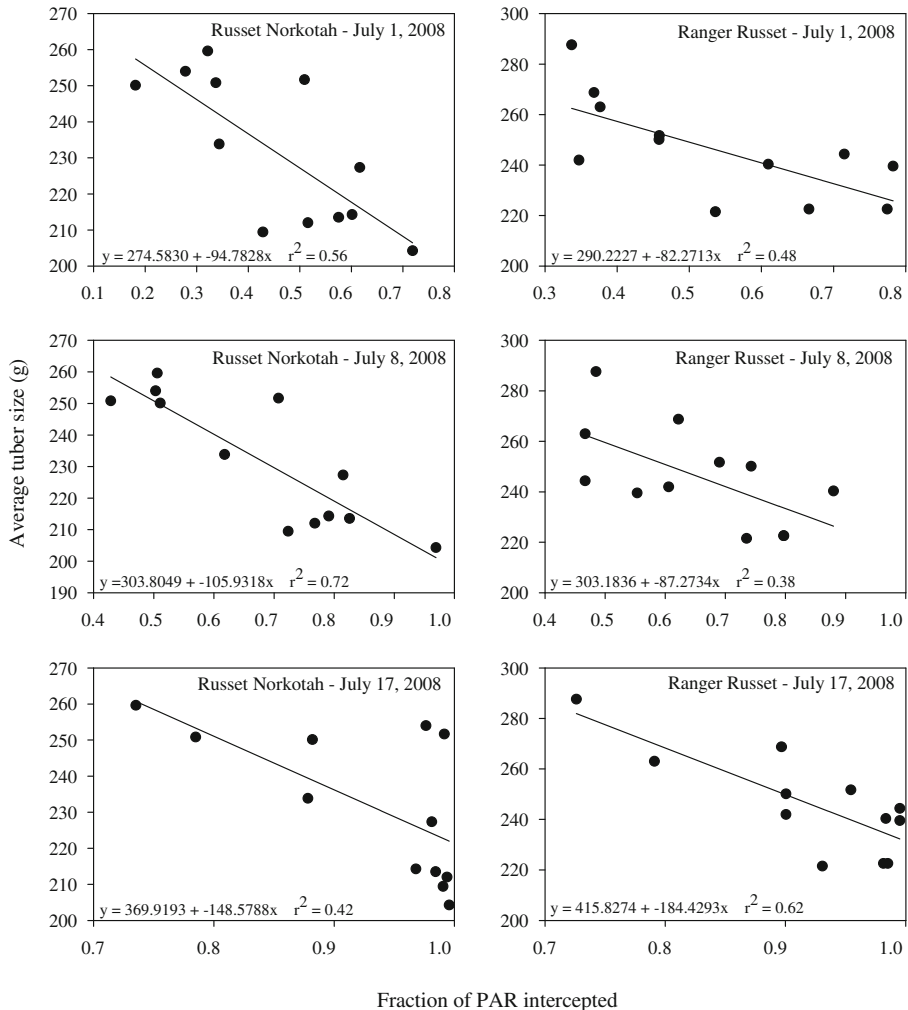 Average tuber size (g)
Russet Norkotah - July 1, 2008
270
260
250
240
230
220
210
200
y = 274.5830 + -94.7828x r2 = 0.56
0.1 0.2 0.3 0.4 0.5 0.6 0.7 0.8
Ranger Russet - July 1, 2008
300
280
260
240
220
200
y = 290.2227 + -82.2713x r2 = 0.48
0.3 0.4 0.5 0.6 0.7 0.8
Russet Norkotah - July 8, 2008
270
260
250
240
230
220
210
200
190
y =303.8049 + -105.9318x r2 = 0.72
0.4 0.5 0.6 0.7 0.8 0.9 1.0
Ranger Russet - July 8, 2008
300
280
260
240
220
200
180
y = 303.1836 + -87.2734x r2 = 0.38
0.4 0.5 0.6 0.7 0.8 0.9 1.0
Russet Norkotah - July 17, 2008
270
260
250
240
230
220
210
200
y = 369.9193 + -148.5788x r2 = 0.42
0.7 0.8 0.9 1.0
Ranger Russet - July 17, 2008
300
280
260
240
220
200
y = 415.8274 + -184.4293x r2 = 0.62
0.7 0.8 0.9 1.0
Fraction of PAR intercepted